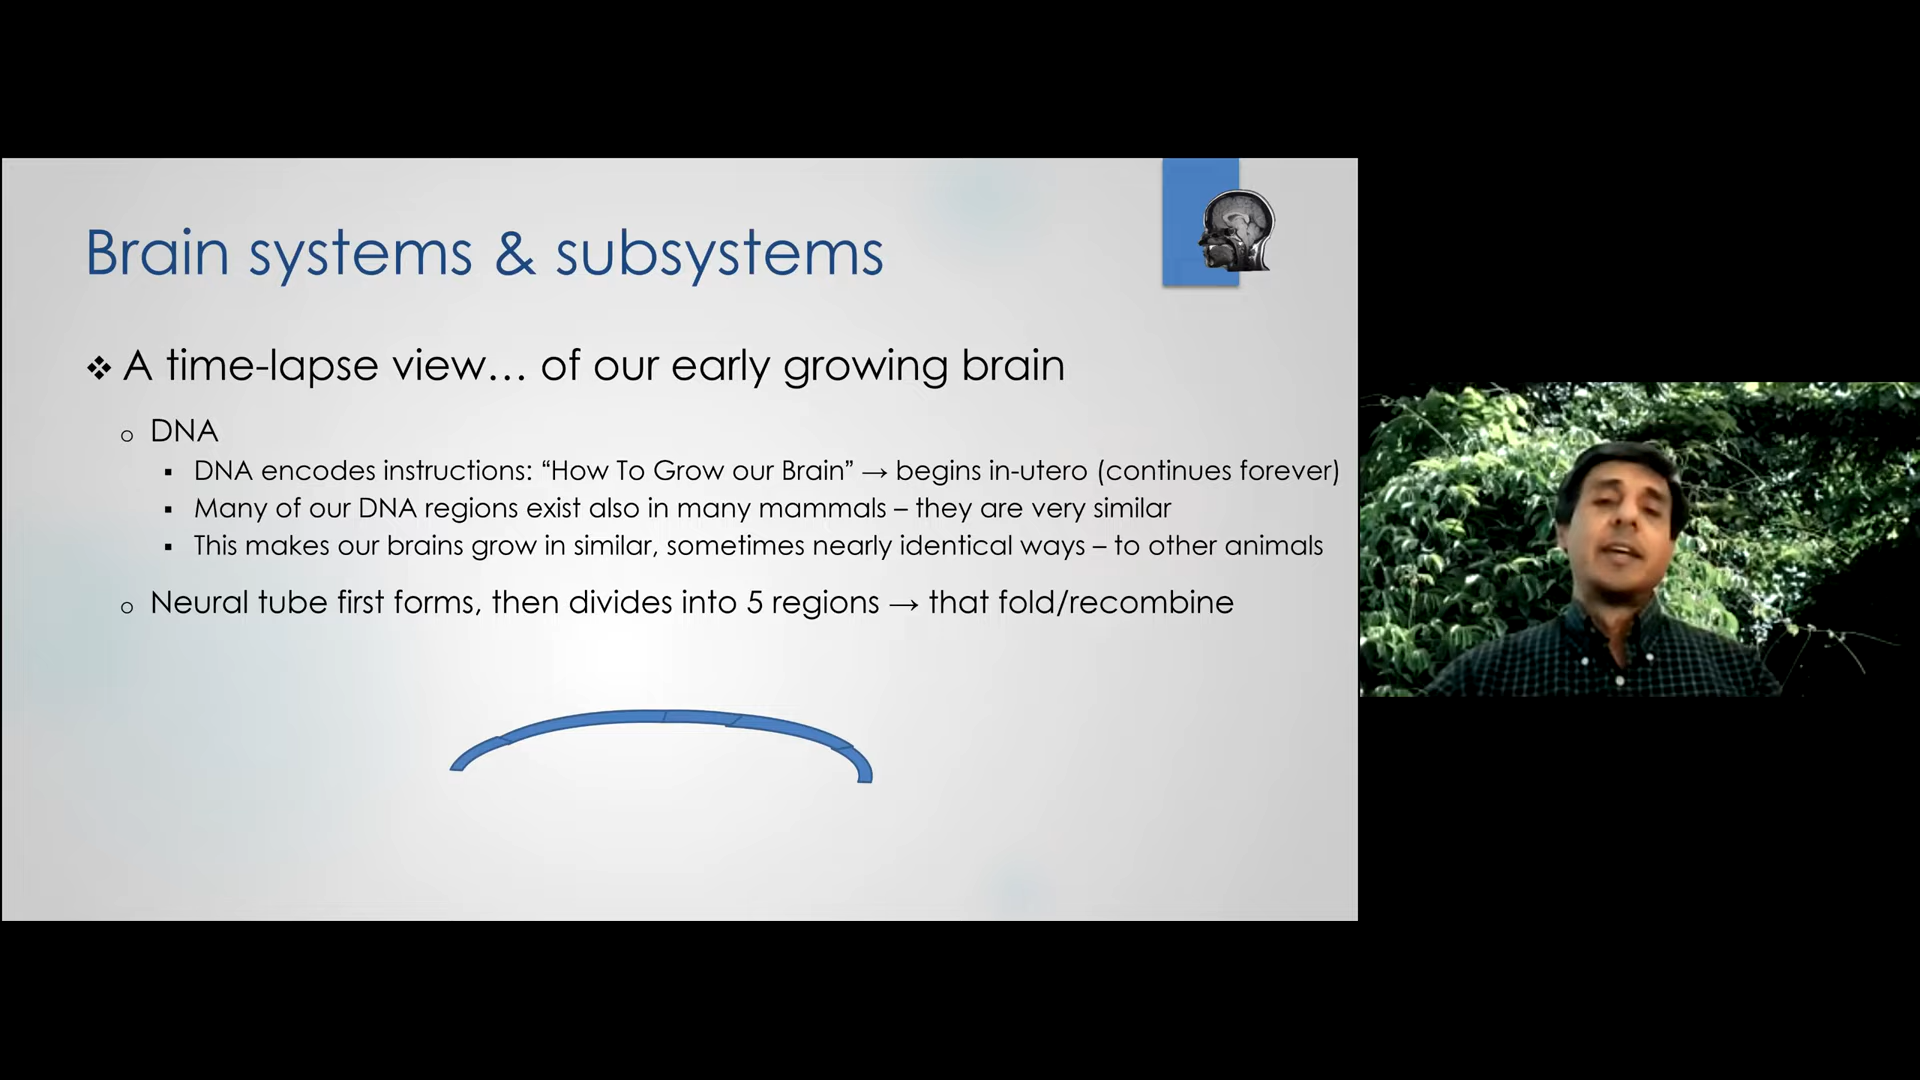 Brain systems & subsystems
❖ A time-lapse view… of our early growing brain
o DNA
▪ DNA encodes instructions: “How To Grow our Brain” → begins in-utero (continues forever)
▪ Many of our DNA regions exist also in many mammals – they are very similar
▪ This makes our brains grow in similar, sometimes nearly identical ways – to other animals
o Neural tube first forms, then divides into 5 regions → that fold/recombine